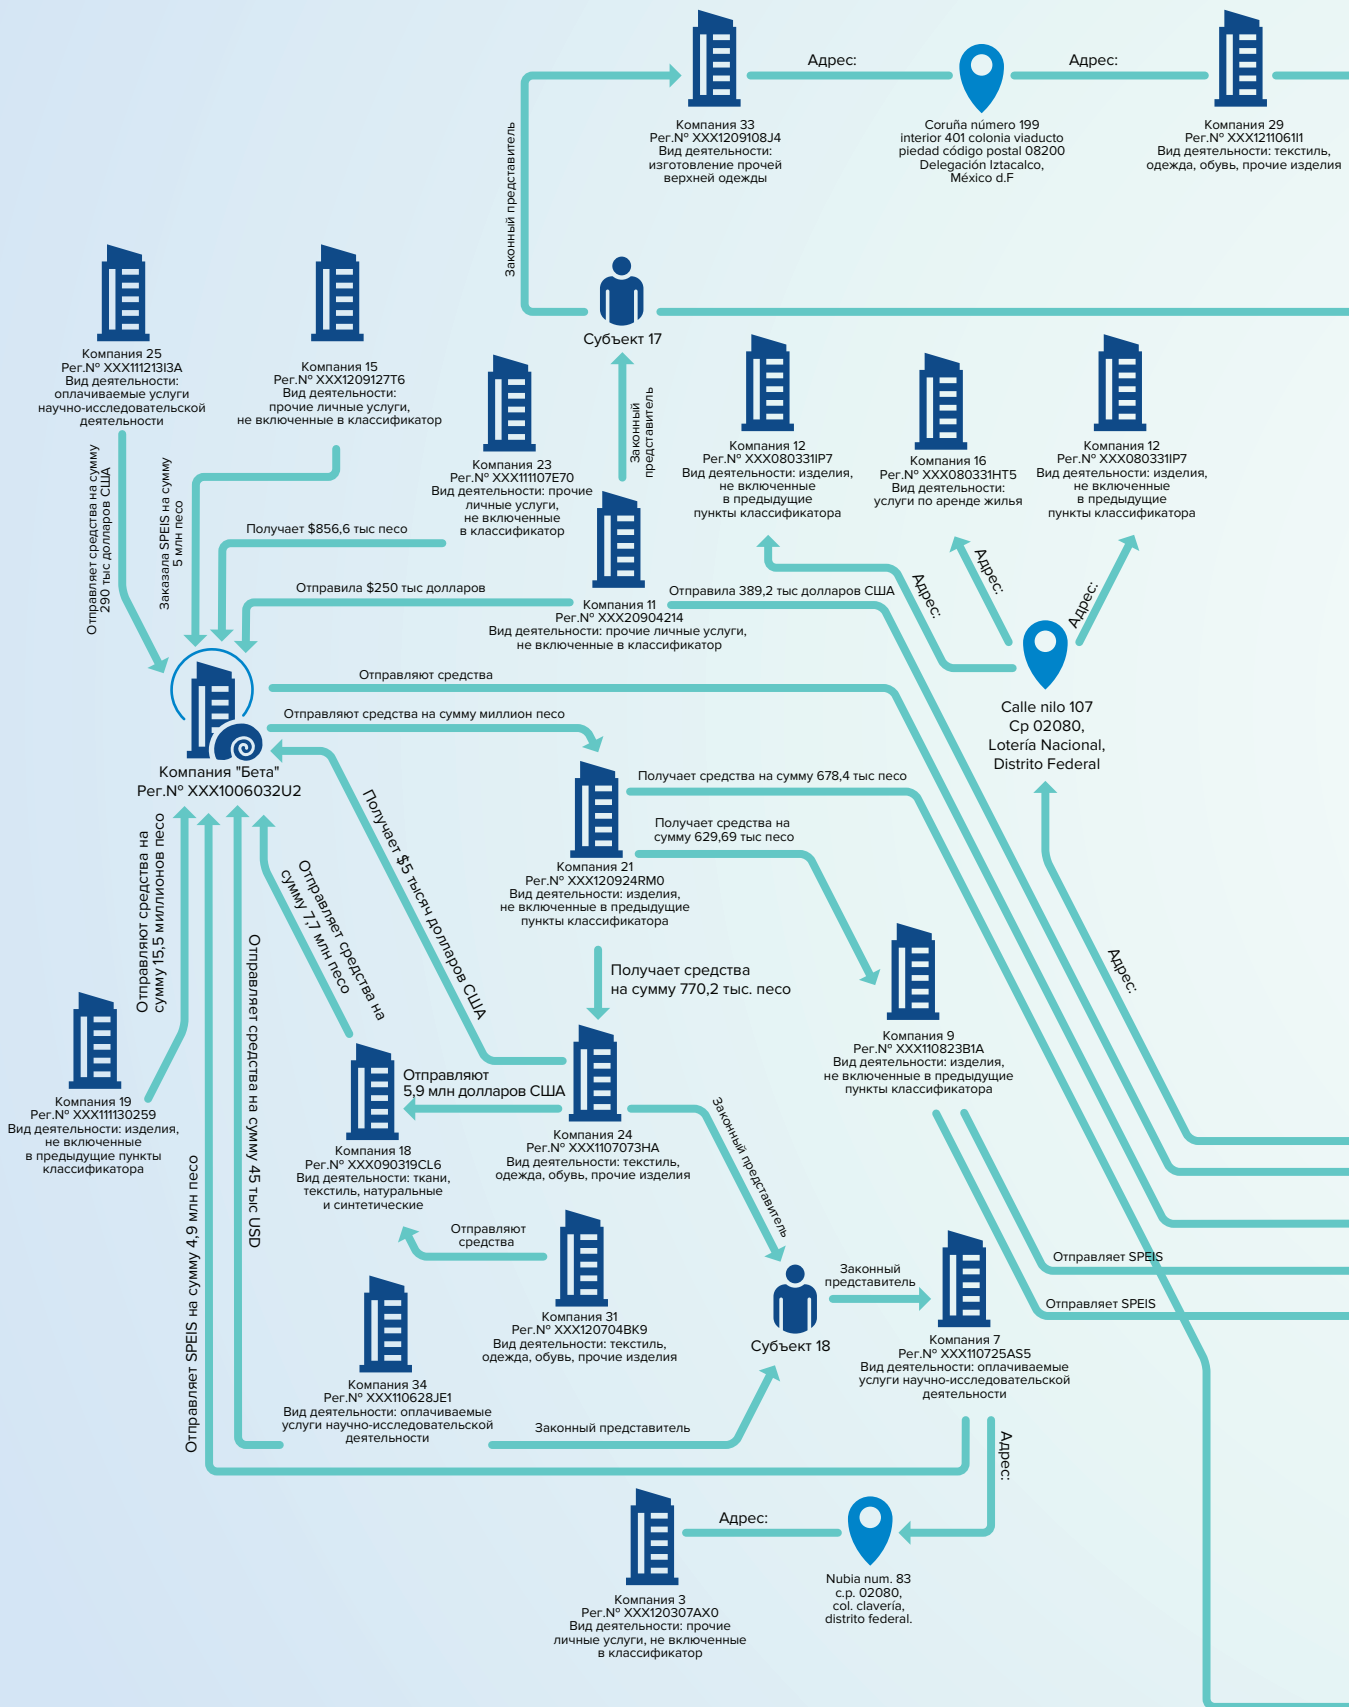 Адрес:
Адрес:
Законный представитель
Компания 33
Рег.№ XXX1209108J4
Вид деятельности:
изготовление прочей
верхней одежды
Coruña número 199
interior 401 colonia viaducto
piedad código postal 08200
Delegación Iztacalco,
México d.F
Компания 29
Рег.№ XXX1211061I1
Вид деятельности: текстиль,
одежда, обувь, прочие изделия
Субъект 17
Компания 25
Рег.№ XXX111213I3A
Вид деятельности:
оплачиваемые услуги
научно-исследовательской
деятельности
Компания 15
Рег.№ XXX1209127T6
Вид деятельности:
прочие личные услуги,
не включенные в классификатор
Законный
представитель
Компания 23
Рег.№ XXX111107E70
Вид деятельности: прочие
личные услуги,
не включенные
в классификатор
Компания 12
Рег.№ XXX080331IP7
Вид деятельности: изделия,
не включенные
в предыдущие
пункты классификатора
Компания 16
Рег.№ XXX080331HT5
Вид деятельности:
услуги по аренде жилья
Компания 12
Рег.№ XXX080331IP7
Вид деятельности: изделия,
не включенные
в предыдущие
пункты классификатора
Отправляет средства на сумму
290 тыс долларов США
Заказала SPEIS на сумму
5 млн песо
Получает $856,6 тыс песо
Отправила $250 тыс долларов
Компания 11
Рег.№ XXX20904214
Вид деятельности: прочие личные услуги,
не включенные в классификатор
Отправила 389,2 тыс долларов США
Адрес:
Адрес:
Адрес:
Отправляют средства
Отправляют средства на сумму миллион песо
Calle nilo 107
Cp 02080,
Lotería Nacional,
Distrito Federal
Компания "Бета"
Рег.№ XXX1006032U2
Получает средства на сумму 678,4 тыс песо
Получает средства на
сумму 629,69 тыс песо
Компания 21
Рег.№ XXX120924RM0
Вид деятельности: изделия,
не включенные в предыдущие
пункты классификатора
Отправляют средства на
сумму 15,5 миллионов песо
Отправляет средства на
сумму 7,7 млн песо
Получает $5 тысяч долларов США
Отправляет средства на сумму 45 тыс USD
Получает средства
на сумму 770,2 тыс. песо
Адрес:
Компания 9
Рег.№ XXX110823B1A
Вид деятельности: изделия,
не включенные в предыдущие
пункты классификатора
Отправляют
5,9 млн долларов США
Компания 19
Рег.№ XXX111130259
Вид деятельности: изделия,
не включенные
в предыдущие пункты
классификатора
Компания 18
Рег.№ XXX090319CL6
Вид деятельности: ткани,
текстиль, натуральные
и синтетические
Компания 24
Рег.№ XXX1107073HA
Вид деятельности: текстиль,
одежда, обувь, прочие изделия
Законный представитель
Отправляет SPEIS на сумму 4,9 млн песо
Отправляют
средства
Законный
представитель
Отправляет SPEIS
Отправляет SPEIS
Компания 31
Рег.№ XXX120704BK9
Вид деятельности: текстиль,
одежда, обувь, прочие изделия
Субъект 18
Компания 7
Рег.№ XXX110725AS5
Вид деятельности: оплачиваемые
услуги научно-исследовательской
деятельности
Компания 34
Рег.№ XXX110628JE1
Вид деятельности: оплачиваемые
услуги научно-исследовательской
деятельности
Законный представитель
Адрес:
Адрес:
Компания 3
Рег.№ XXX120307AX0
Вид деятельности: прочие
личные услуги, не включенные
в классификатор
Nubia num. 83
c.p. 02080,
col. clavería,
distrito federal.